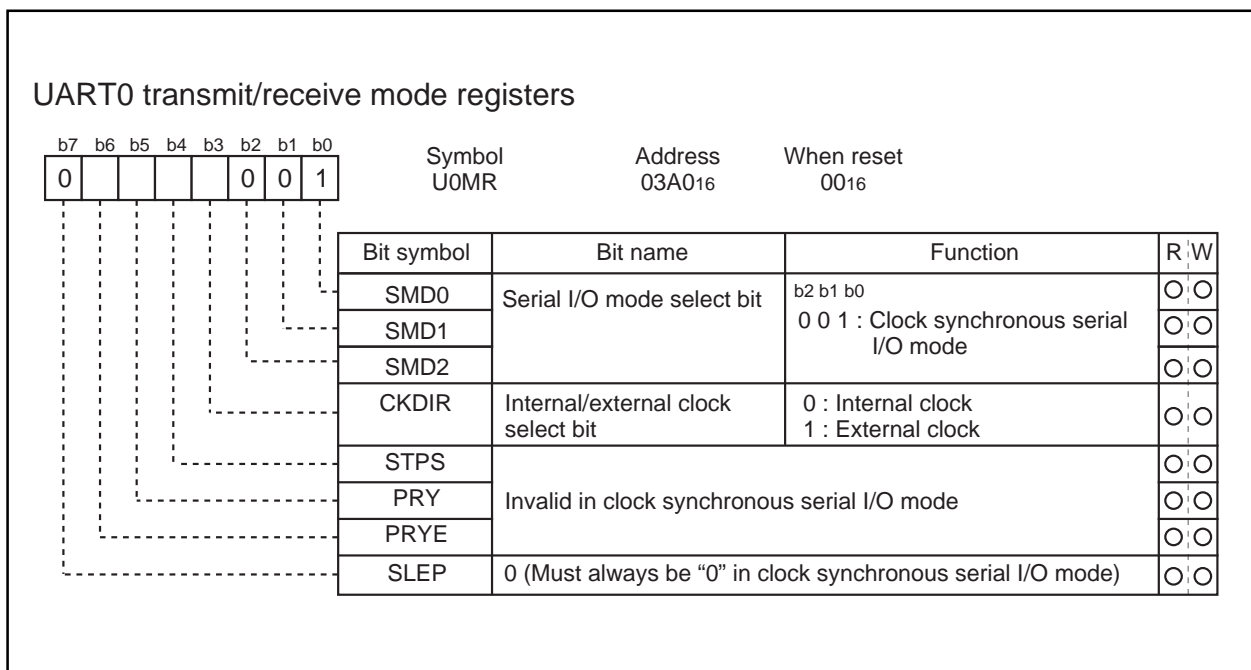 UART0 transmit/receive mode registers
b7 b6 b5 b4 b3 b2 b1 b0
0 0 0 1
Symbol Address When reset
U0MR 03A016 0016
Bit symbol Bit name Function R W
SMD0 Serial I/O mode select bit b2 b1 b0
SMD1 0 0 1 : Clock synchronous serial
I/O mode
SMD2
CKDIR Internal/external clock 0 : Internal clock
select bit 1 : External clock
STPS
PRY Invalid in clock synchronous serial I/O mode
PRYE
SLEP 0 (Must always be “0” in clock synchronous serial I/O mode)